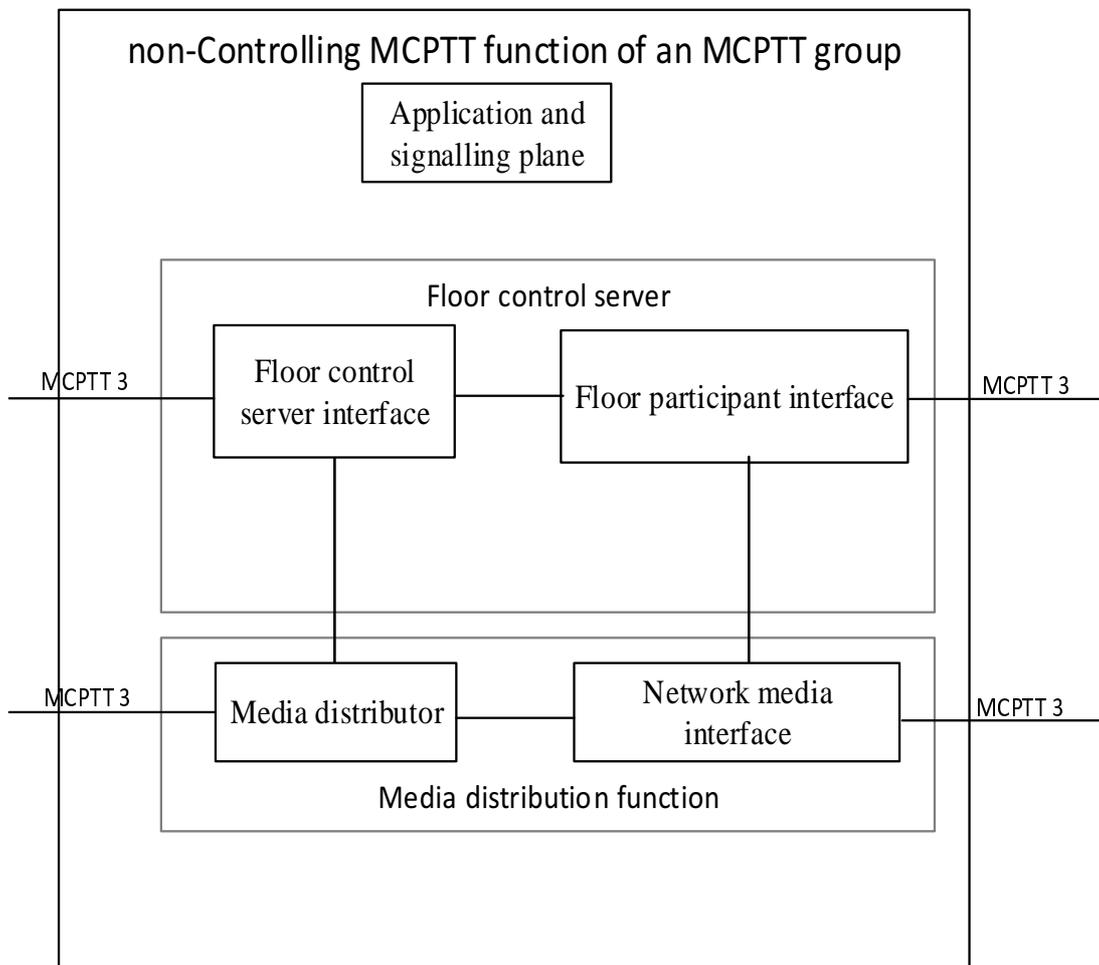 non-Controlling MCPTT function of an MCPTT group
Application and
signalling plane
Floor control server
Floor control
server interface
Floor participant interface
MCPTT 3
MCPTT 3
Media distributor
Network media
interface
MCPTT 3
MCPTT 3
Media distribution function